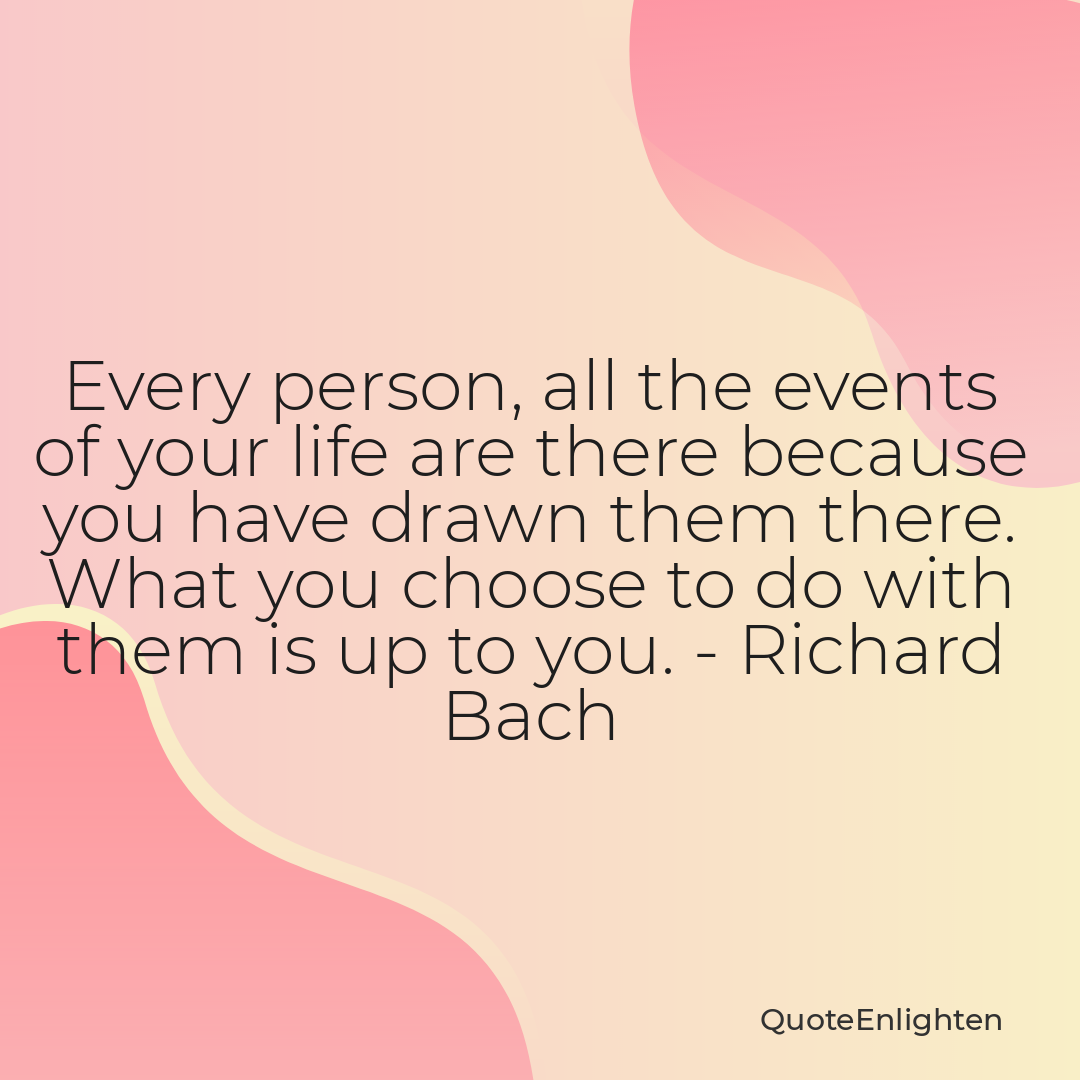 Every person, all the events
of your life are there because
you have drawn them there.
What you choose to do with
them is up to you. - Richard
Bach
QuoteEnlighten